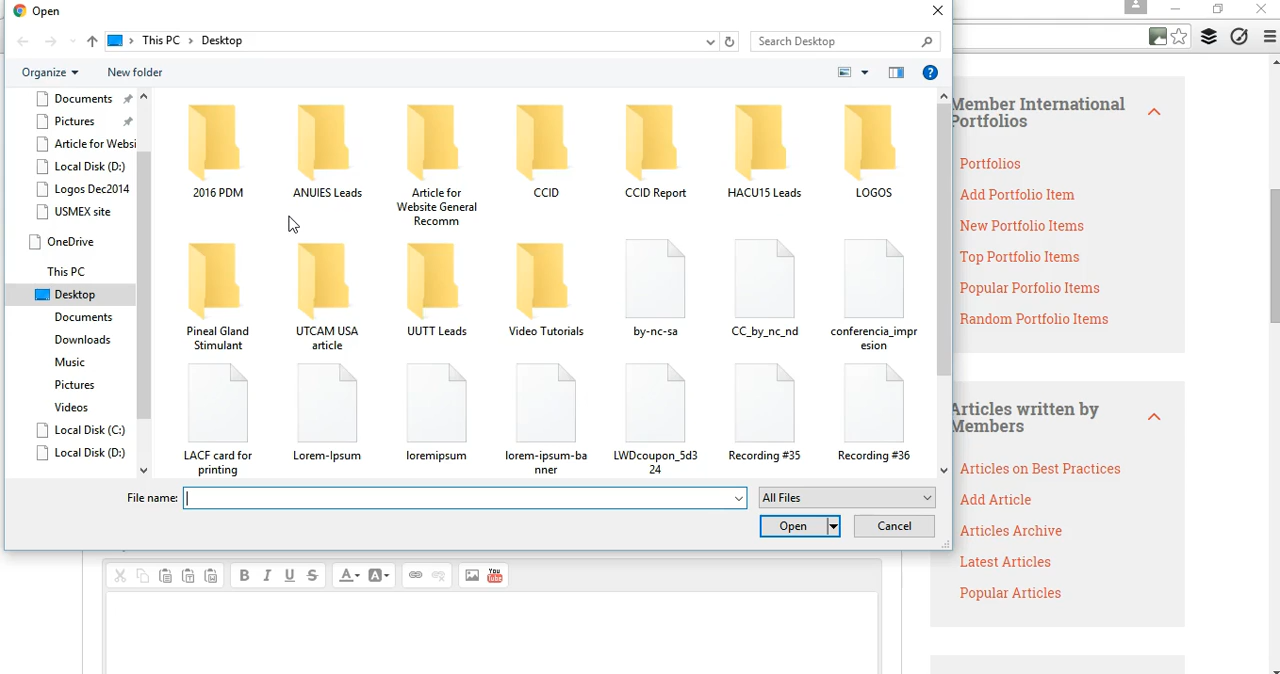 Open
This PC
Desktop
Search Desktop
Organize
New folder
Documents
Pictures
Article for Websi
Local Disk (D:)
Logos Dec2014
USMEX site
OneDrive
This PC
Desktop
Documents
Downloads
Music
Pictures
Videos
Local Disk (C:)
Local Disk (D:)
2016 PDM
ANUIES Leads
Article for
Website General
Recomm
CCID
CCID Report
HACU15 Leads
LOGOS
Pineal Gland
Stimulant
UTCAM USA
article
UUTT Leads
Video Tutorials
by-nc-sa
CC_by_nc_nd
conferencia_impr
esion
LACF card for
printing
Lorem-Ipsum
loremipsum
lorem-ipsum-ba
nner
LWDcoupon_5d3
24
Recording #35
Recording #36
File name:
All Files
Open
Cancel
B I U S
A A
You
Tube
Member International
Portfolios
Portfolios
Add Portfolio Item
New Portfolio Items
Top Portfolio Items
Popular Porfolio Items
Random Portfolio Items
Articles written by
Members
Articles on Best Practices
Add Article
Articles Archive
Latest Articles
Popular Articles